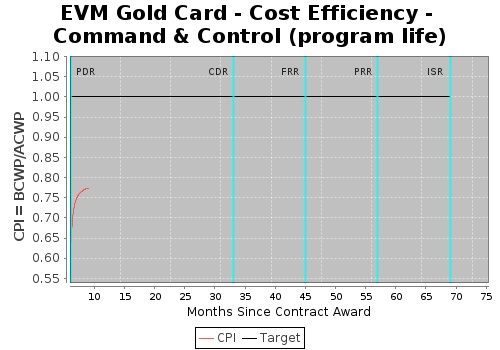 EVM Gold Card - Cost Efficiency -
Command & Control (program life)
1.10
1.05
1.00
0.95
0.90
0.85
0.80
0.75
0.70
0.65
0.60
0.55
CPI = BCWP/ACWP
PDR CDR FRR PRR ISR
10 15 20 25 30 35 40 45 50 55 60 65 70 75
Months Since Contract Award
CPI Target